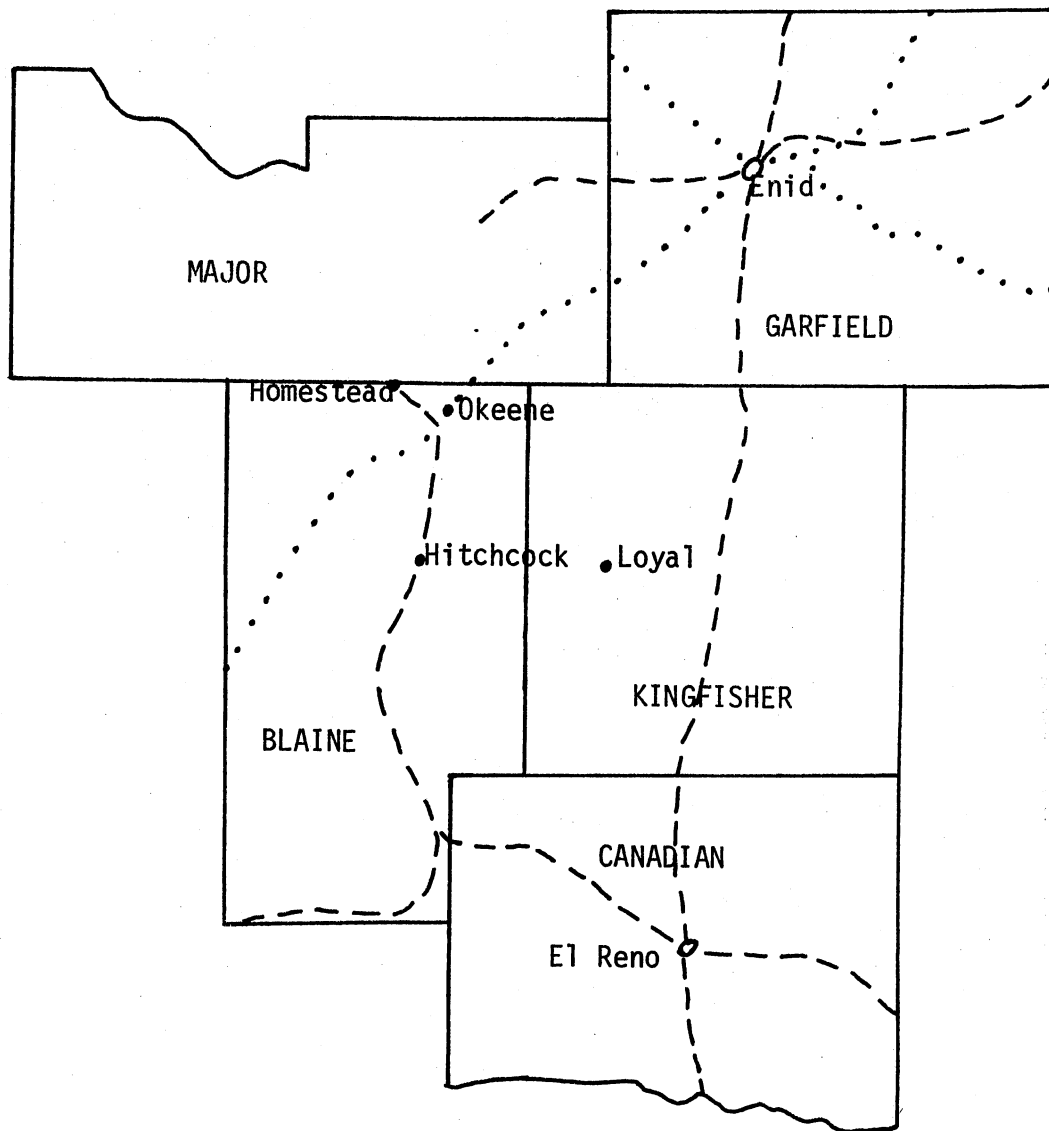 Enid
MAJOR
GARFIELD
Homestead
Okeene
Hitchcock
Loyal
KINGFISHER
BLAINE
CANADIAN
El Reno